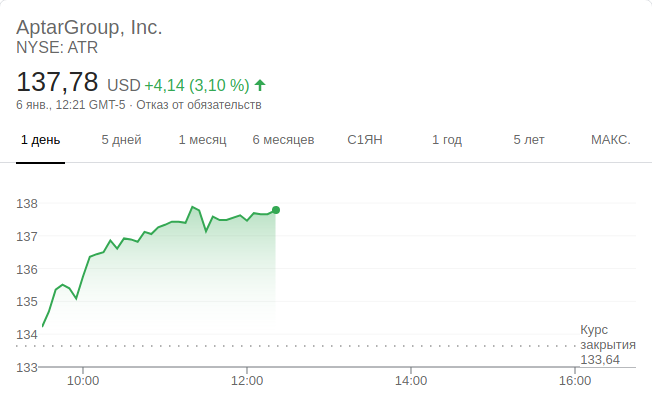 AptarGroup, Inc.
NYSE: ATR
137,78 USD +4,14 (3,10 %)
6 янв., 12:21 GMT-5 · Отказ от обязательств
1 день 5 дней 1 месяц 6 месяцев С1ЯН 1 год 5 лет МАКС.
138
137
136
135
134
133
Курс
закрытия
133,64
10:00 12:00 14:00 16:00